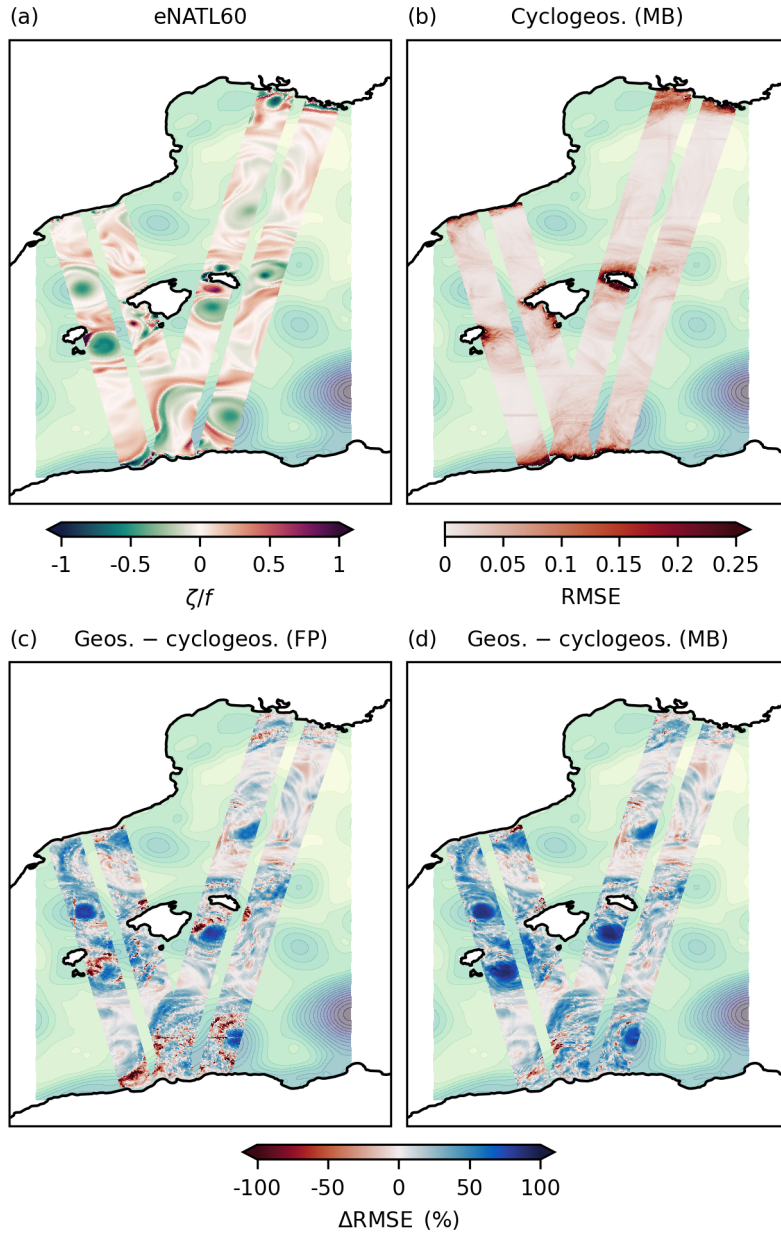 (a) eNATL60
(b) Cyclogeos. (MB)
-1 -0.5 0 0.5 1
ζ/f
0 0.05 0.1 0.15 0.2 0.25
RMSE
(c) Geos. − cyclogeos. (FP)
(d) Geos. − cyclogeos. (MB)
-100 -50 0 50 100
ΔRMSE (%)